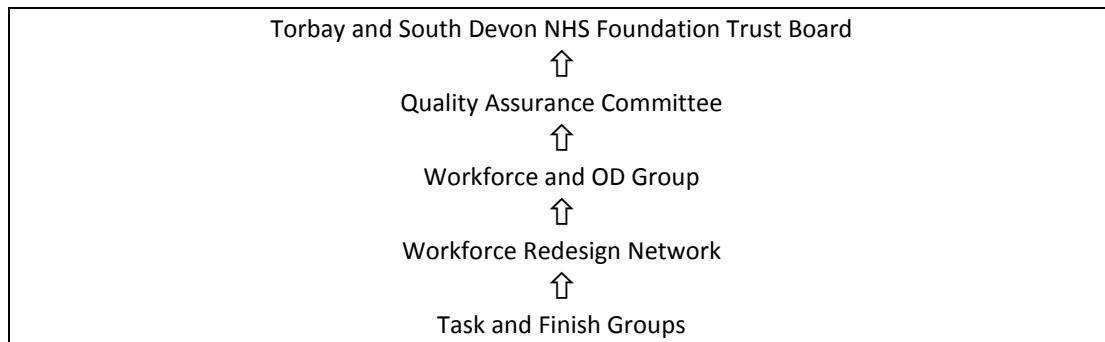 Torbay and South Devon NHS Foundation Trust Board
⇧
Quality Assurance Committee
⇧
Workforce and OD Group
⇧
Workforce Redesign Network
⇧
Task and Finish Groups